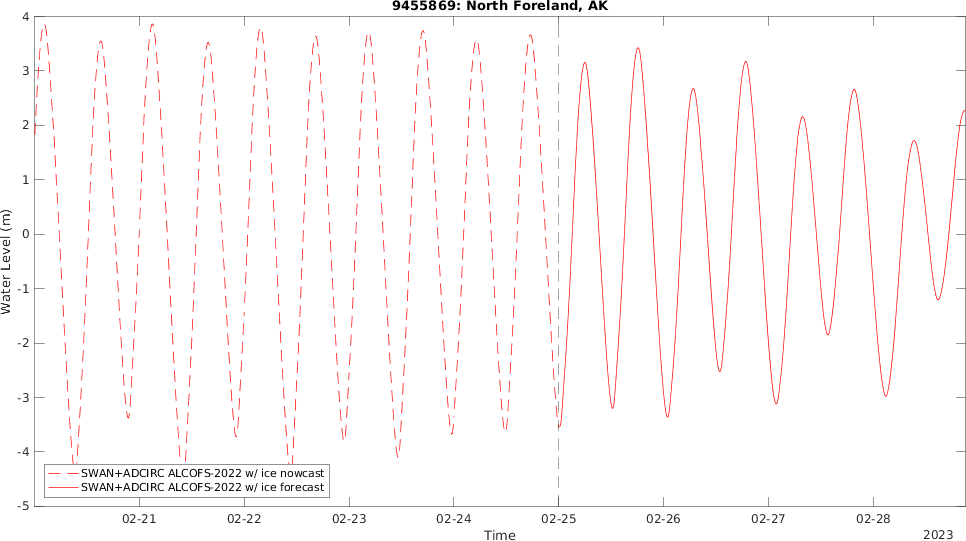 9455869: North Foreland, AK
4
3
2
1
0
-1
-2
-3
-4
-5
Water Level (m)
SWAN+ADCIRC ALCOFS-2022 w/ ice nowcast
SWAN+ADCIRC ALCOFS-2022 w/ ice forecast
02-21 02-22 02-23 02-24 02-25 02-26 02-27 02-28
Time
2023